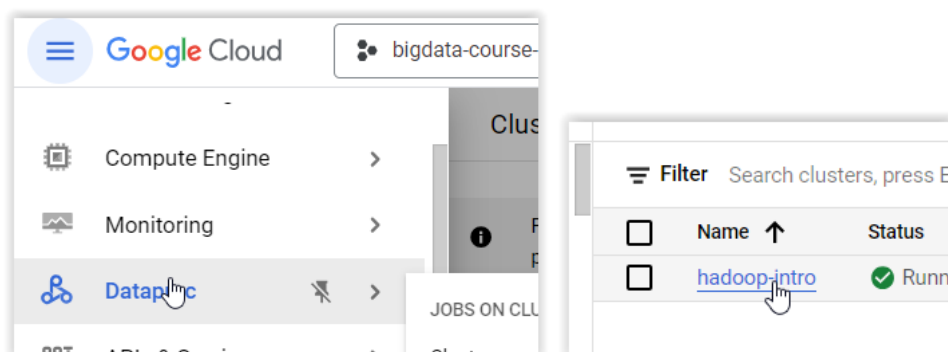 Google Cloud
bigdata-course-
Clus
Compute Engine
Monitoring
Dataproc
JOBS ON CLU
Filter Search clusters, press E
Name Status
hadoop-intro Runn